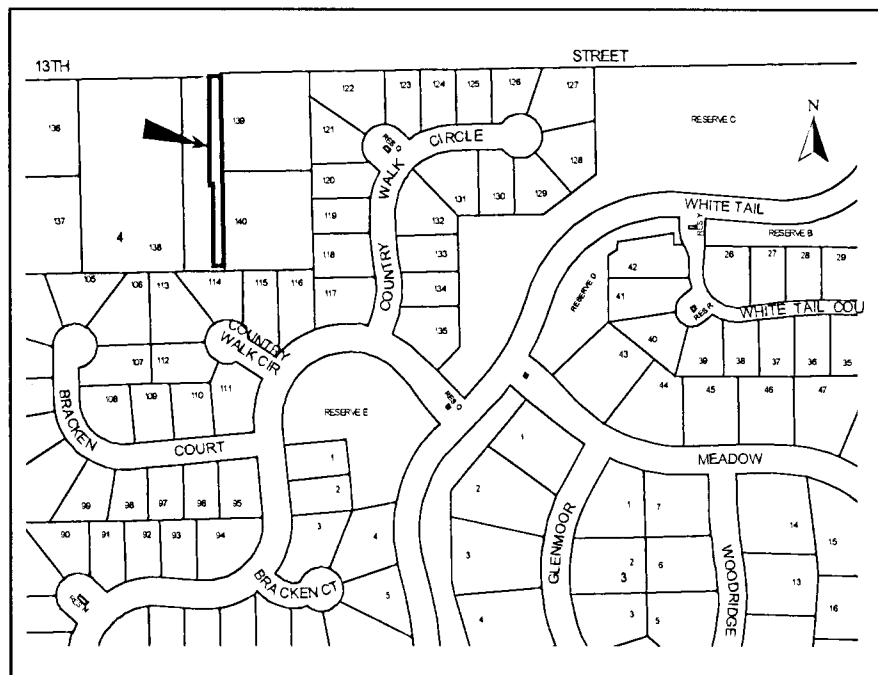 13TH STREET
122 123 124 125 126 127
136 139 RESERVE C
N
121 RES Q CIRCLE
128
120 WALK 131 130 129
WHITE TAIL
137 4 138 140 119 132 RES Y RESERVE B
118 133 42 26 27 28 29
105 106 113 114 115 116 117 COUNTRY 134 RESERVE D 41
RES R WHITE TAIL COU
135 40
COUNTRY
WALK CIR
107 112 43 39 38 37 36 35
111 44 45 46 47
BRACKEN 108 109 110 RES O
RESERVE E
COURT 1 1 MEADOW
99 98 97 96 95 2 2 1 7
90 91 92 93 94 3 4 3 GLENMOOR 2 6 14 15
3 WOODRIDGE 13
RES M BRACKEN CT 5 4 3 5 16